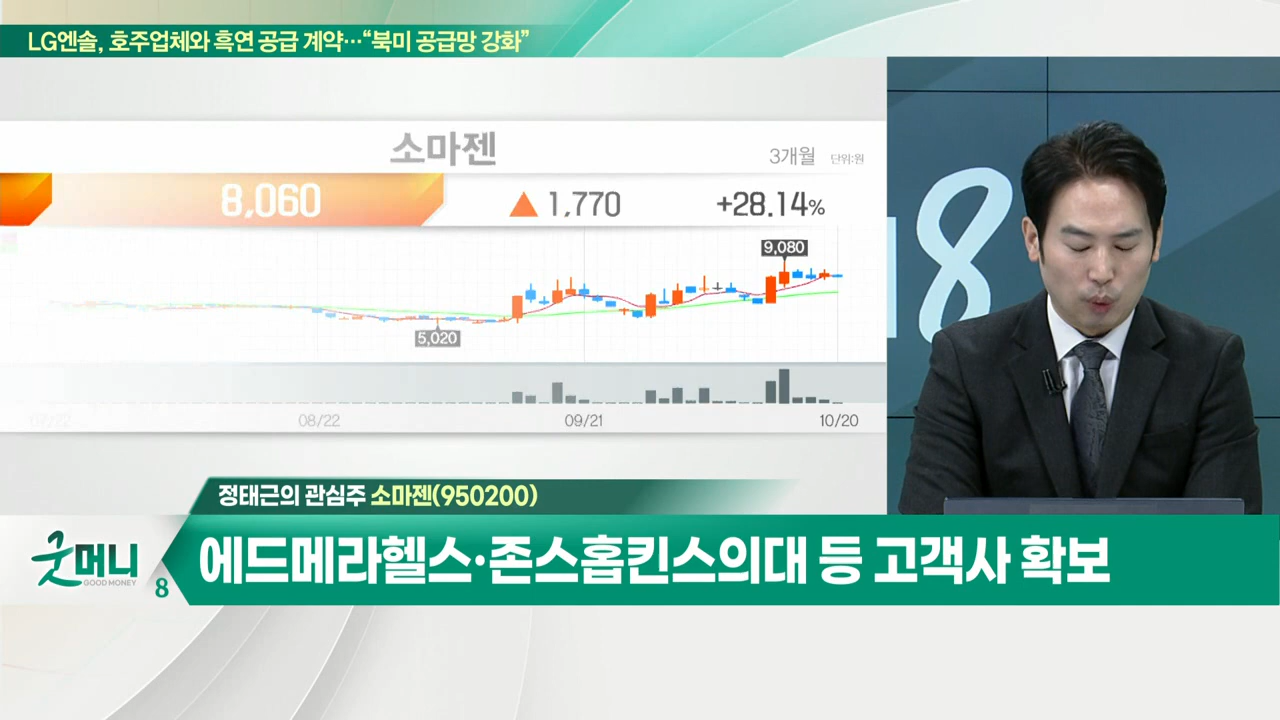 LG엔솔, 호주업체와 흑연 공급 계약…“북미 공급망 강화”
소마젠
3개월 단위:원
8,060 ▲ 1,770 +28.14%
9,080
5,020
07/22 08/22 09/21 10/20
8
정태근의 관심주 소마젠(950200)
굿머니
GOOD MONEY
8
에드메라헬스·존스홉킨스의대 등 고객사 확보